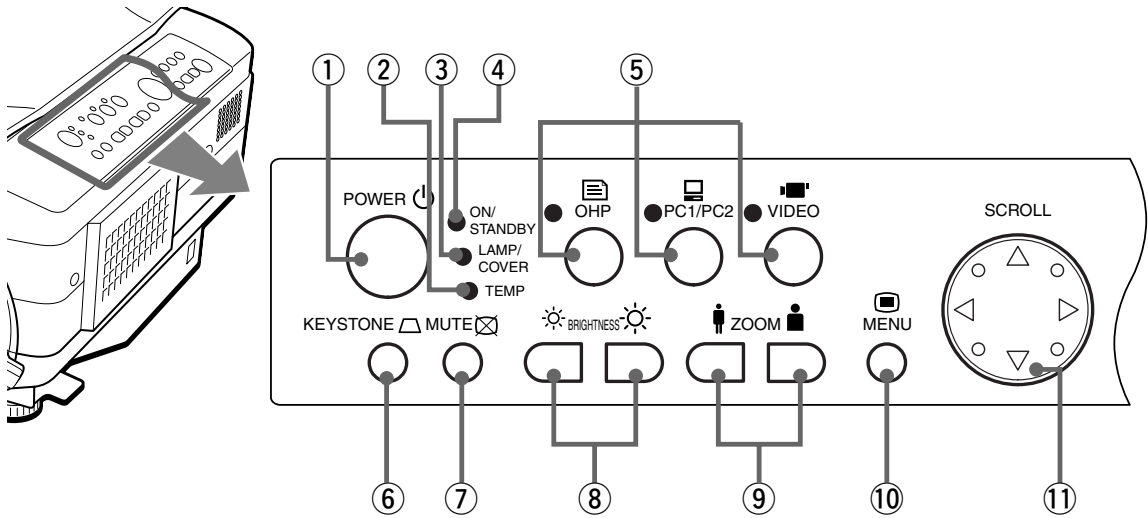 ① ② ③ ④ ⑤
POWER
ON/
STANDBY
LAMP/
COVER
TEMP
OHP
PC1/PC2
VIDEO
SCROLL
KEYSTONE MUTE
BRIGHTNESS
ZOOM
MENU
⑥ ⑦ ⑧ ⑨ ⑩ ⑪